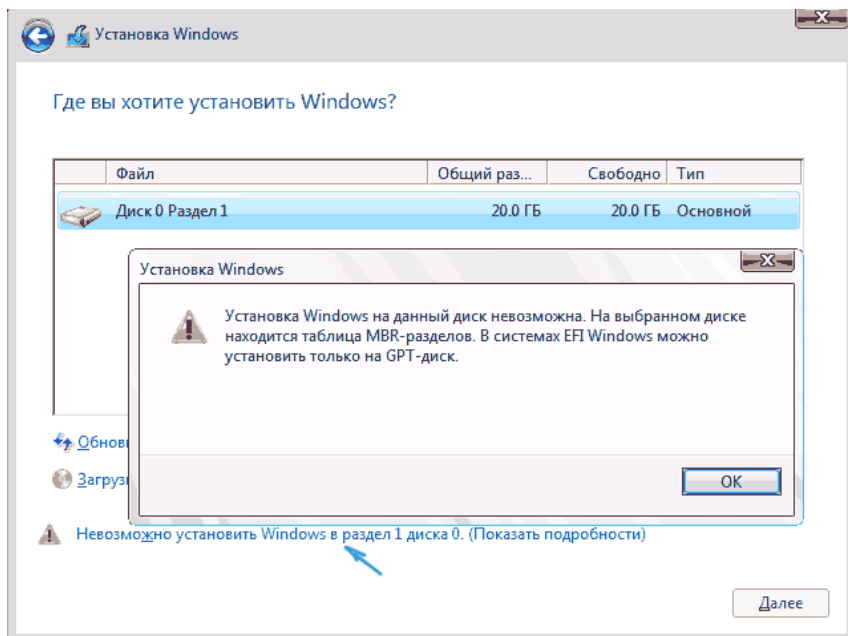 Установка Windows
Где вы хотите установить Windows?
Файл Общий раз... Свободно Тип
Диск 0 Раздел 1 20.0 ГБ 20.0 ГБ Основной
Установка Windows
Установка Windows на данный диск невозможна. На выбранном диске
находится таблица MBR-разделов. В системах EFI Windows можно
установить только на GPT-диск.
OK
Невозможно установить Windows в раздел 1 диска 0. (Показать подробности)
Далее